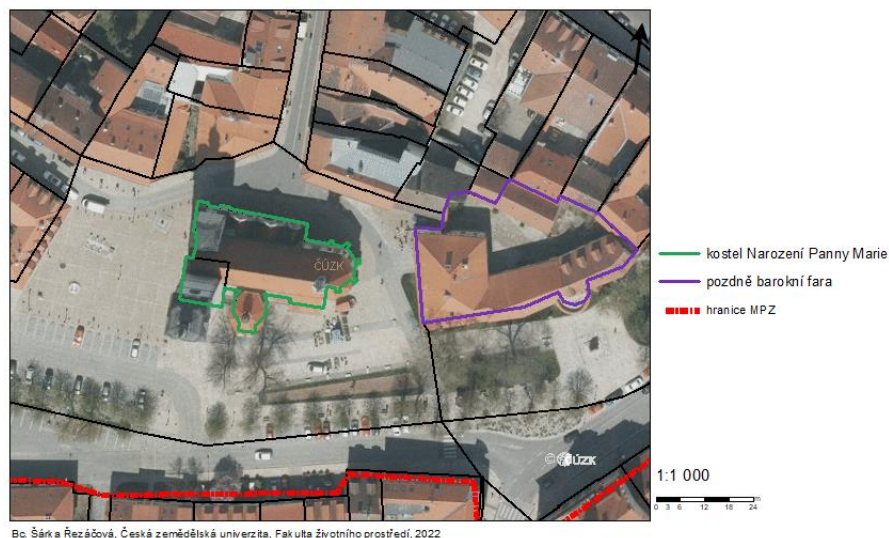 ČÚZK
kostel Narození Panny Marie
pozdně barokní fara
hranice MPZ
© ČÚZK
1:1 000
0 3 6 12 18 24
Bc. Šárka Řezáčová, Česká zemědělská univerzita, Fakulta životního prostředí, 2022